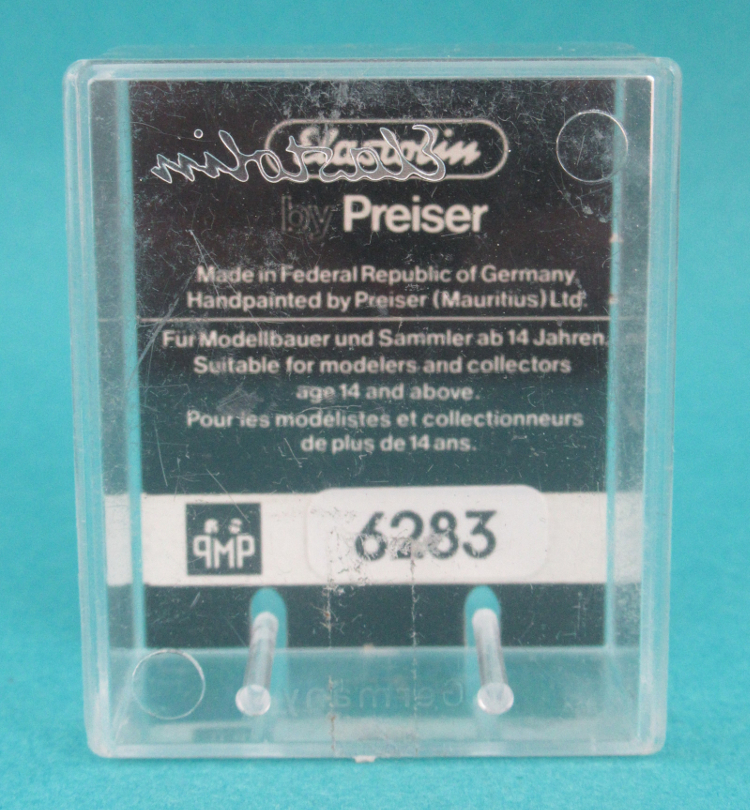 Elastolin
Elastolin
by Preiser
Made in Federal Republic of Germany
Handpainted by Preiser (Mauritius) Ltd.
Für Modellbauer und Sammler ab 14 Jahren.
Suitable for modelers and collectors
age 14 and above.
Pour les modélistes et collectionneurs
de plus de 14 ans.
PMP
6283
Germany